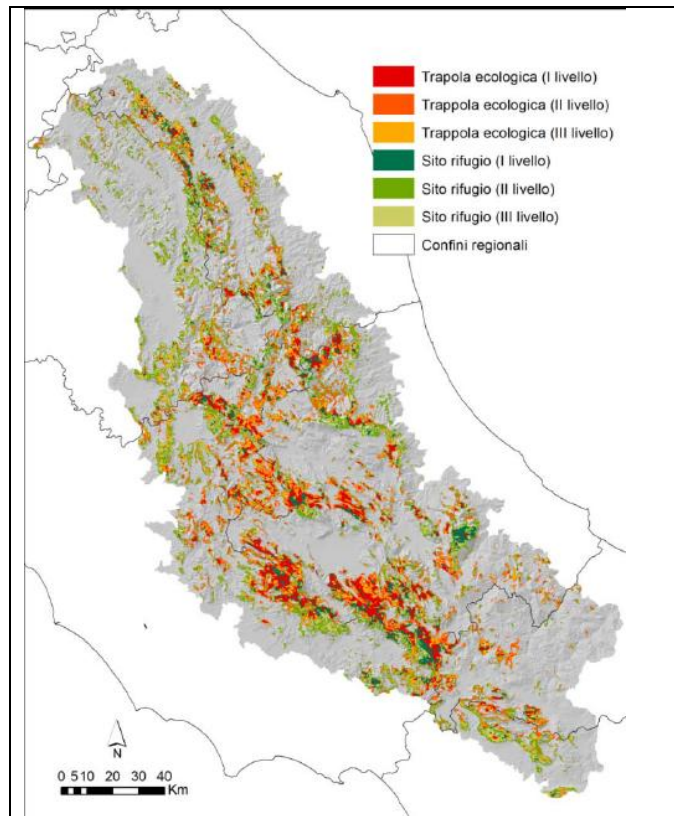 Trapola ecologica (I livello)
Trappola ecologica (II livello)
Trappola ecologica (III livello)
Sito rifugio (I livello)
Sito rifugio (II livello)
Sito rifugio (III livello)
Confini regionali
N
0 5 10 20 30 40
Km